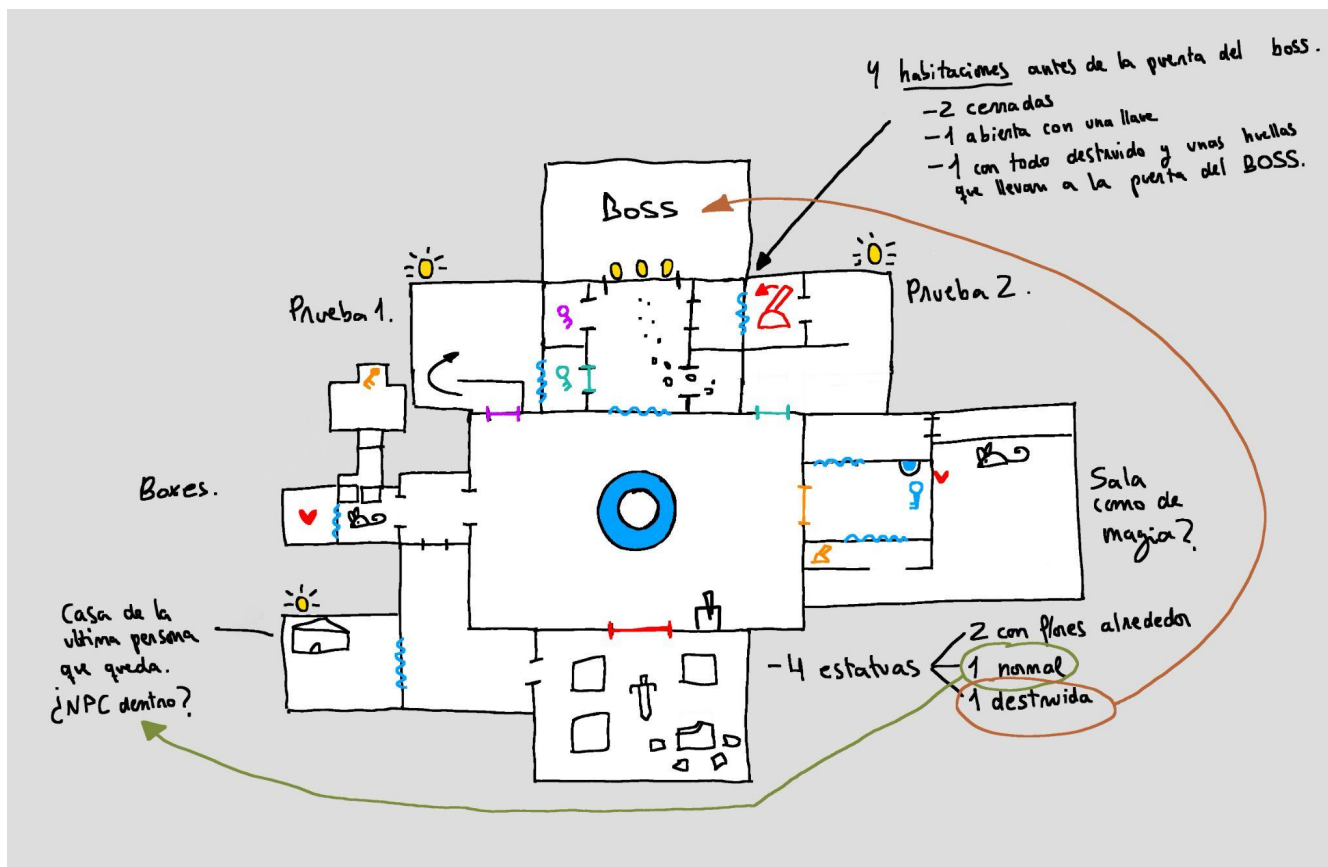 4 habitaciones antes de la puerta del boss.
-2 cerradas
-1 abierta con una llave
-1 con todo destruido y unas huellas
que llevan a la puerta del BOSS.
BOSS
Prueba 1.
Prueba 2.
Boxes.
Sala
como de
magia?
Casa de la
ultima persona
que queda.
¿NPC dentro?
-4 estatuas
2 con flores alrededor
1 normal
1 destruida